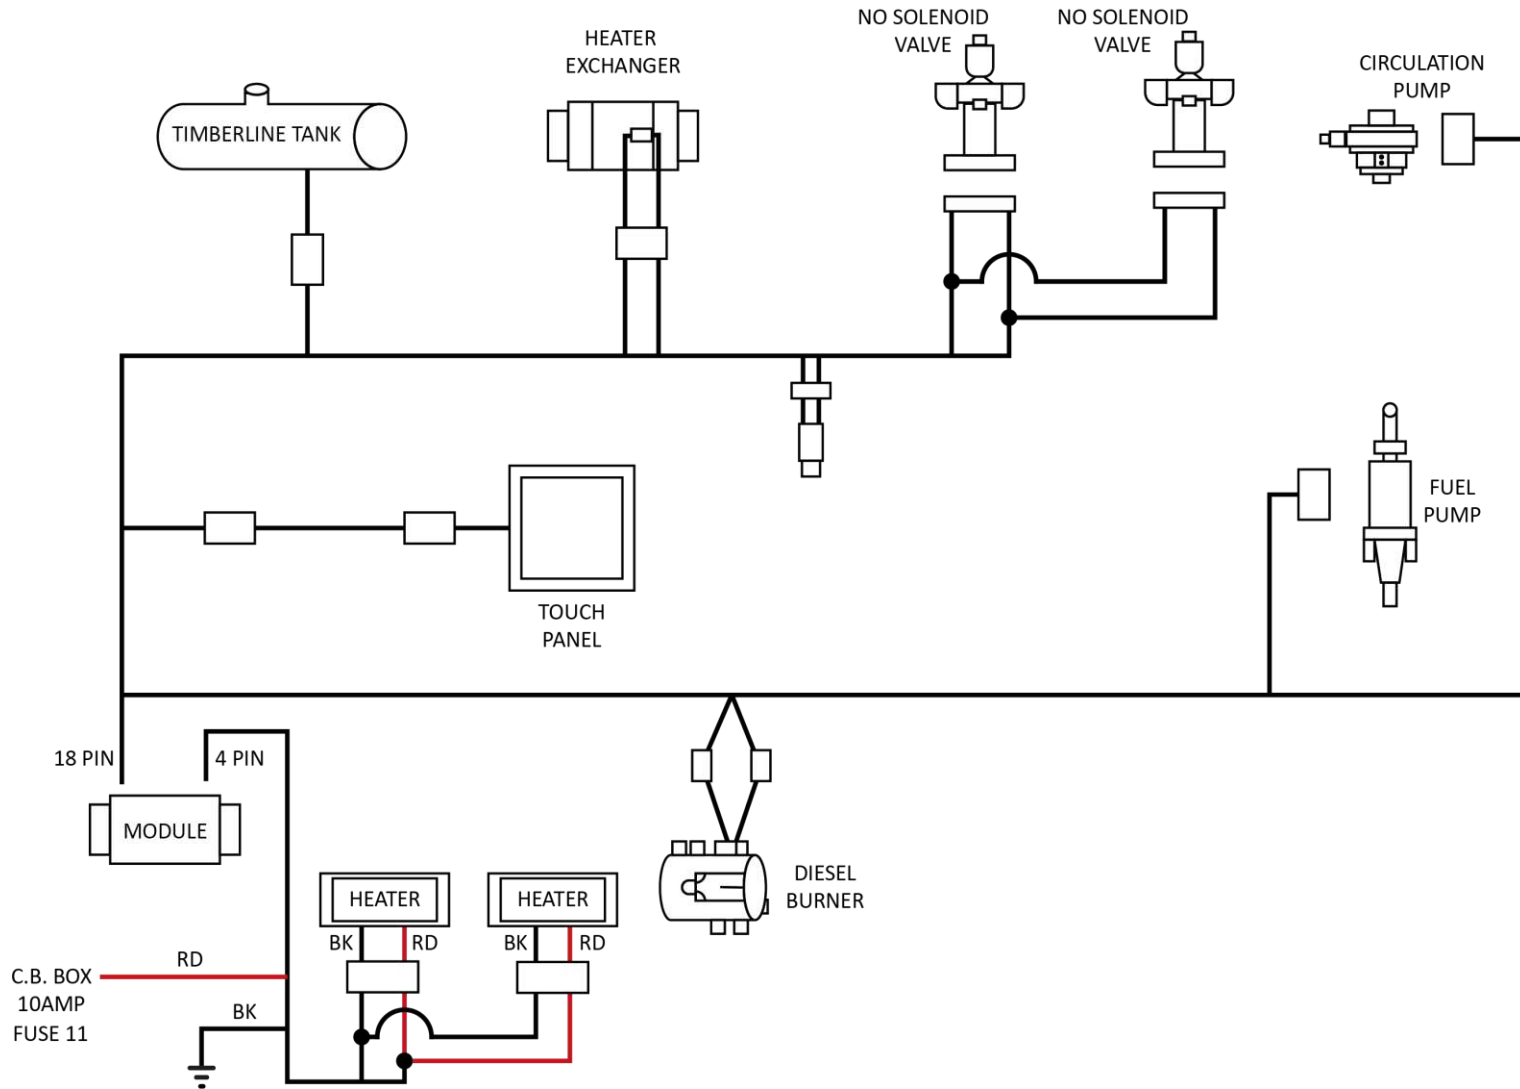 NO SOLENOID
VALVE
NO SOLENOID
VALVE
HEATER
EXCHANGER
CIRCULATION
PUMP
TIMBERLINE TANK
FUEL
PUMP
TOUCH
PANEL
18 PIN
4 PIN
MODULE
DIESEL
BURNER
HEATER
HEATER
BK
RD
BK
RD
RD
C.B. BOX
10AMP
FUSE 11
BK